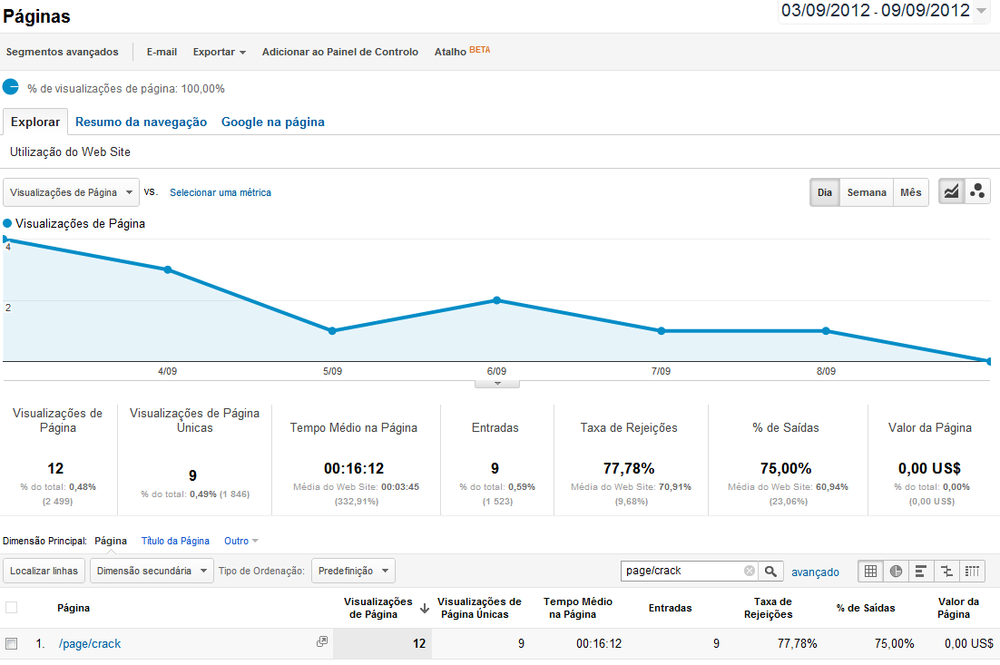 Páginas
03/09/2012 - 09/09/2012
Segmentos avançados E-mail Exportar Adicionar ao Painel de Controlo Atalho BETA
% de visualizações de página: 100,00%
Explorar Resumo da navegação Google na página
Utilização do Web Site
Visualizações de Página vs. Selecionar uma métrica Dia Semana Mês
Visualizações de Página
4
2
4/09 5/09 6/09 7/09 8/09
Visualizações de
Página
12
% do total: 0,48%
(2 499)
Visualizações de Página
Únicas
9
% do total: 0,49% (1 846)
Tempo Médio na Página
00:16:12
Média do Web Site: 00:03:45
(332,91%)
Entradas
9
% do total: 0,59%
(1 523)
Taxa de Rejeições
77,78%
Média do Web Site: 70,91%
(9,68%)
% de Saídas
75,00%
Média do Web Site: 60,94%
(23,06%)
Valor da Página
0,00 US$
% do total: 0,00%
(0,00 US$)
Dimensão Principal: Página Título da Página Outro
Localizar linhas Dimensão secundária Tipo de Ordenação: Predefinição page/crack avançado
Página
Visualizações
de Página
Visualizações de
Página Únicas
Tempo Médio
na Página
Entradas
Taxa de
Rejeições
% de Saídas
Valor da
Página
1. /page/crack 12 9 00:16:12 9 77,78% 75,00% 0,00 US$